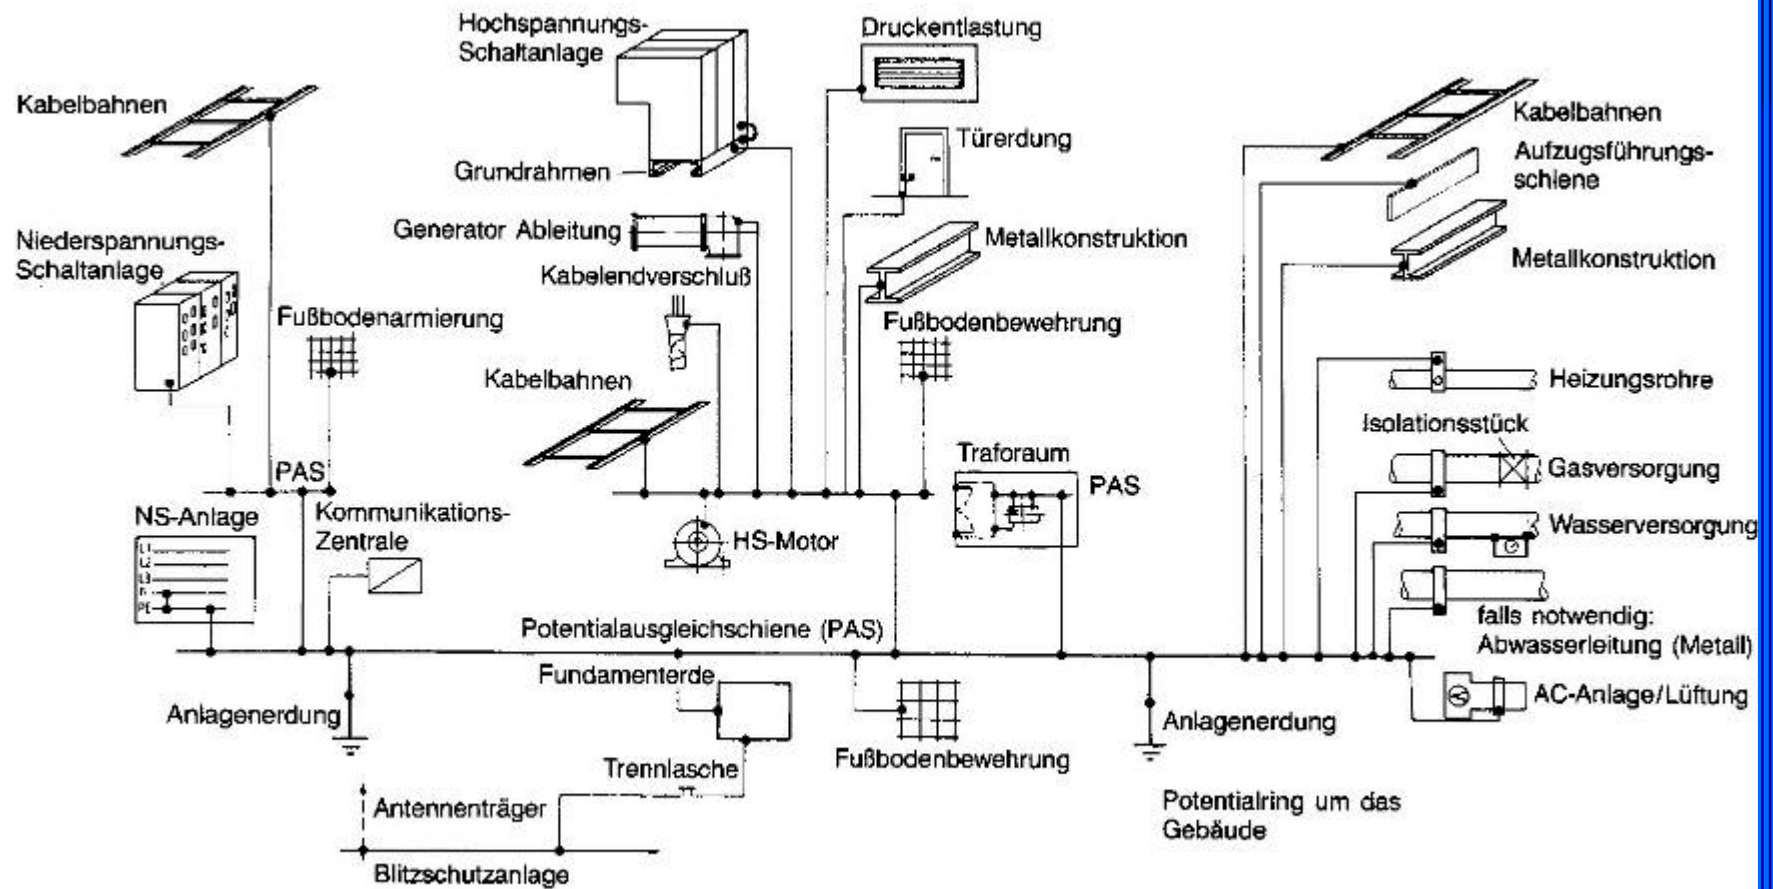 Hochspannungs-
Schaltanlage
Druckentlastung
Kabelbahnen
Kabelbahnen
Türerdung
Aufzugsführungs-
schiene
Grundrahmen
Generator Ableitung
Metallkonstruktion
Niederspannungs-
Schaltanlage
Metallkonstruktion
Kabelendverschluß
Fußbodenarmierung
Fußbodenbewehrung
Kabelbahnen
Heizungsrohre
Isolationsstück
Traforaum
PAS
PAS
Gasversorgung
NS-Anlage
Kommunikations-
Zentrale
HS-Motor
Wasserversorgung
L1
L2
L3
PE
Potentialausgleichschiene (PAS)
falls notwendig:
Abwasserleitung (Metall)
Fundamenterde
AC-Anlage/Lüftung
Anlagenerdung
Anlagenerdung
Fußbodenbewehrung
Trennlasche
Antennenträger
Potentialring um das
Gebäude
Blitzschutzanlage